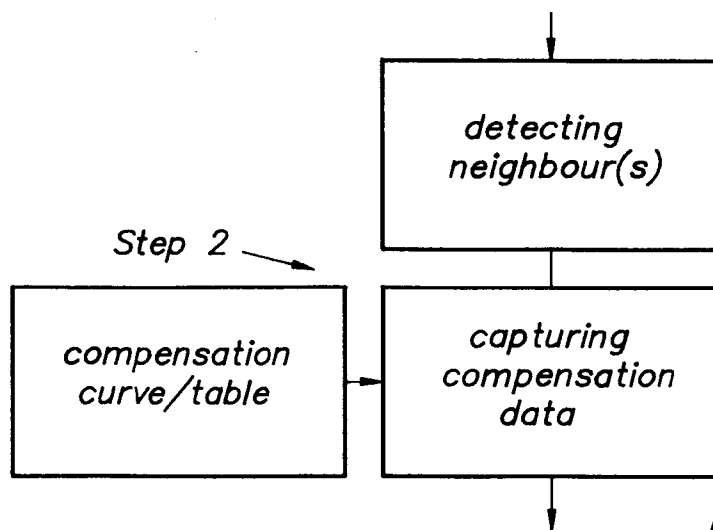 detecting
neighbour(s)
Step 2
compensation
curve/table
capturing
compensation
data